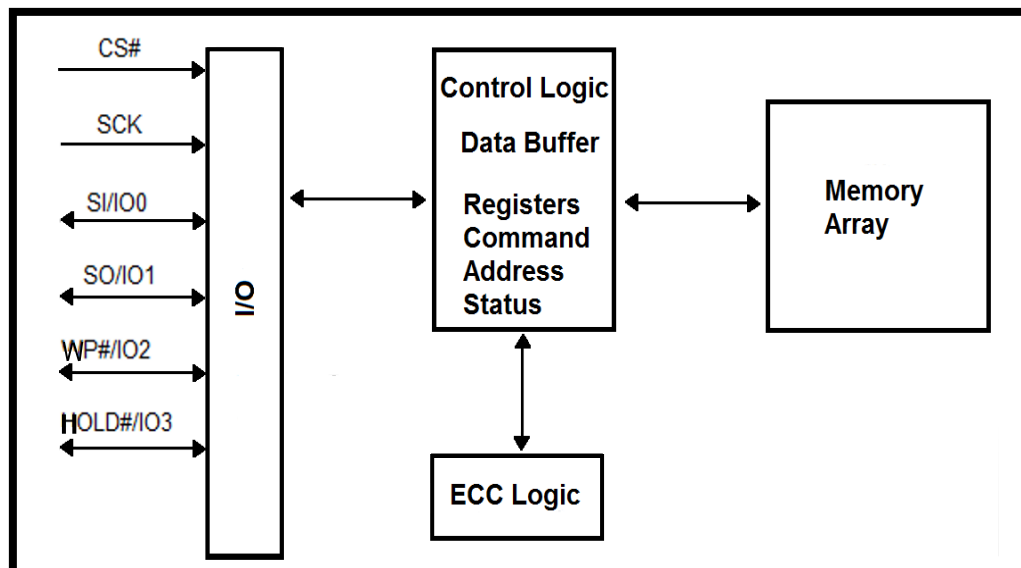 CS#
SCK
SI/IO0
SO/IO1
WP#/IO2
HOLD#/IO3
I/O
Control Logic
Data Buffer
Registers
Command
Address
Status
Memory
Array
ECC Logic